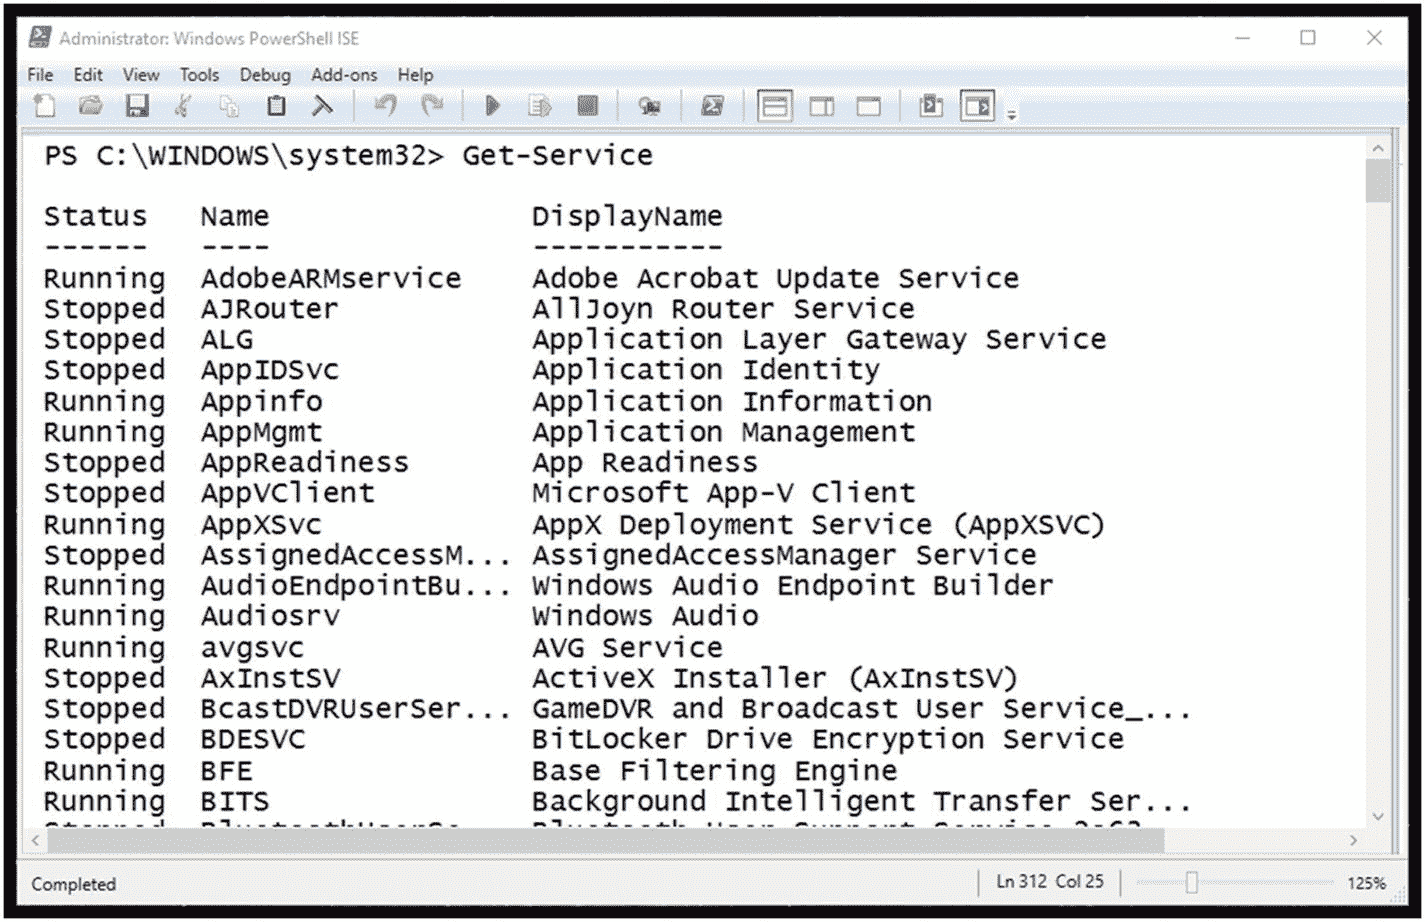 Administrator: Windows PowerShell ISE
File Edit View Tools Debug Add-ons Help
PS C:\WINDOWS\system32> Get-Service
Status Name DisplayName
------ ---- -----------
Running AdobeARMservice Adobe Acrobat Update Service
Stopped AJRouter AllJoyn Router Service
Stopped ALG Application Layer Gateway Service
Stopped AppIDSvc Application Identity
Running Appinfo Application Information
Running AppMgmt Application Management
Stopped AppReadiness App Readiness
Stopped AppVClient Microsoft App-V Client
Running AppXSvc AppX Deployment Service (AppXSVC)
Stopped AssignedAccessM... AssignedAccessManager Service
Running AudioEndpointBu... Windows Audio Endpoint Builder
Running Audiosrv Windows Audio
Running avgsvc AVG Service
Stopped AxInstSV ActiveX Installer (AxInstSV)
Stopped BcastDVRUserSer... GameDVR and Broadcast User Service_...
Stopped BDESVC BitLocker Drive Encryption Service
Running BFE Base Filtering Engine
Running BITS Background Intelligent Transfer Ser...
Completed Ln 312 Col 25 125%